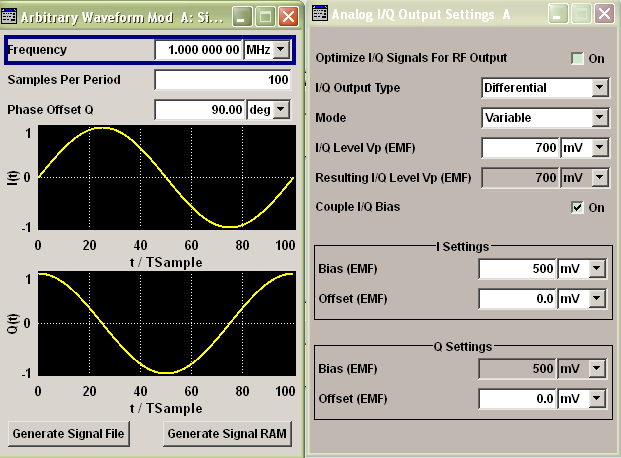 Arbitrary Waveform Mod A: Si...
Frequency 1.000 000 00 MHz
Samples Per Period 100
Phase Offset Q 90.00 deg
I(t)
1
0
-1
0 20 40 60 80 100
t / TSample
Q(t)
1
0
-1
0 20 40 60 80 100
t / TSample
Generate Signal File Generate Signal RAM
Analog I/Q Output Settings A
Optimize I/Q Signals For RF Output On
I/Q Output Type Differential
Mode Variable
I/Q Level Vp (EMF) 700 mV
Resulting I/Q Level Vp (EMF) 700 mV
Couple I/Q Bias On
I Settings
Bias (EMF) 500 mV
Offset (EMF) 0.0 mV
Q Settings
Bias (EMF) 500 mV
Offset (EMF) 0.0 mV